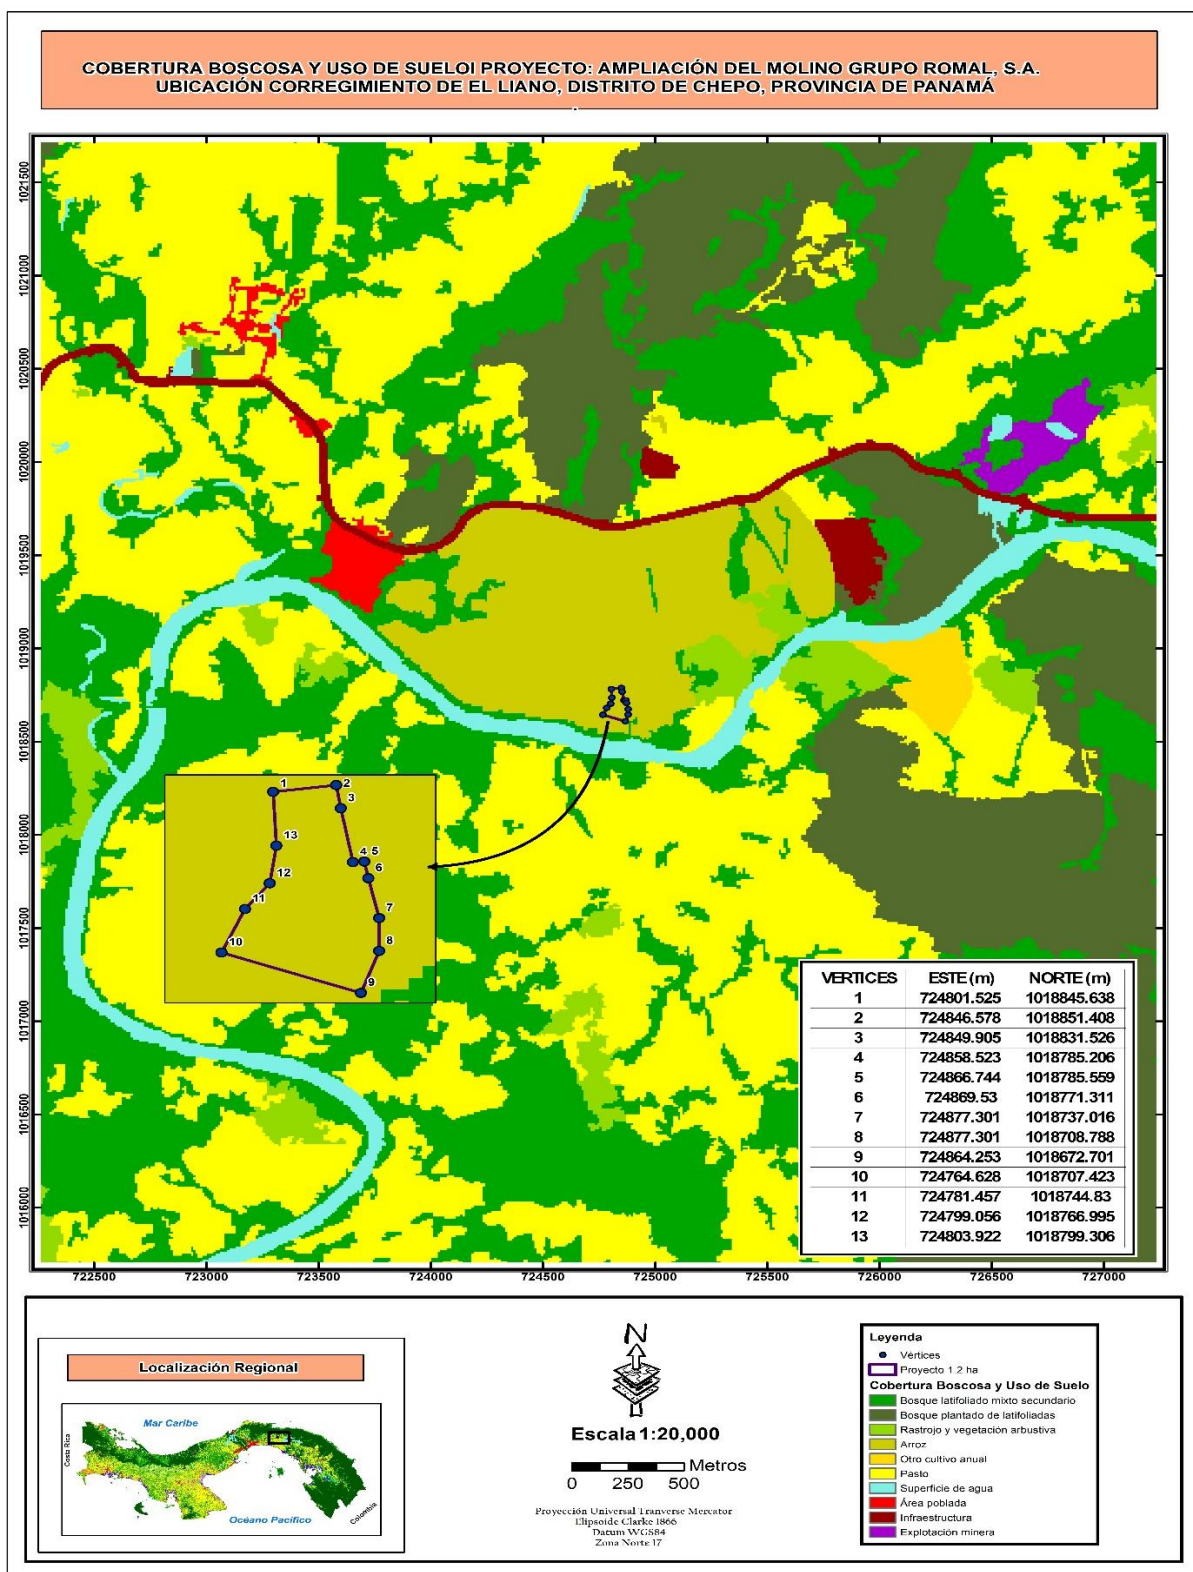 COBERTURA BOSCOSA Y USO DE SUELOI PROYECTO: AMPLIACIÓN DEL MOLINO GRUPO ROMAL, S.A.
UBICACIÓN CORREGIMIENTO DE EL LIANO, DISTRITO DE CHEPO, PROVINCIA DE PANAMÁ
.
1021500
1021000
1020500
1020000
1019500
1019000
1018500
1018000
1017500
1017000
1016500
1016000
1
2
3
13
4 5
6
12
11
7
10
8
9
VERTICES ESTE (m) NORTE (m)
1 724801.525 1018845.638
2 724846.578 1018851.408
3 724849.905 1018831.526
4 724858.523 1018785.206
5 724866.744 1018785.559
6 724869.53 1018771.311
7 724877.301 1018737.016
8 724877.301 1018708.788
9 724864.253 1018672.701
10 724764.628 1018707.423
11 724781.457 1018744.83
12 724799.056 1018766.995
13 724803.922 1018799.306
722500 723000 723500 724000 724500 725000 725500 726000 726500 727000
Localización Regional
Mar Caribe
Costa Rica
Colombia
Océano Pacífico
N
Escala 1:20,000
Metros
0 250 500
Proyección Universal Tranverse Mercator
Elipsoide Clarke 1866
Datum WGS84
Zona Norte 17
Leyenda
Vértices
Proyecto 1.2 ha
Cobertura Boscosa y Uso de Suelo
Bosque latifoliado mixto secundario
Bosque plantado de latifoliadas
Rastrojo y vegetación arbustiva
Arroz
Otro cultivo anual
Pasto
Superficie de agua
Área poblada
Infraestructura
Explotación minera